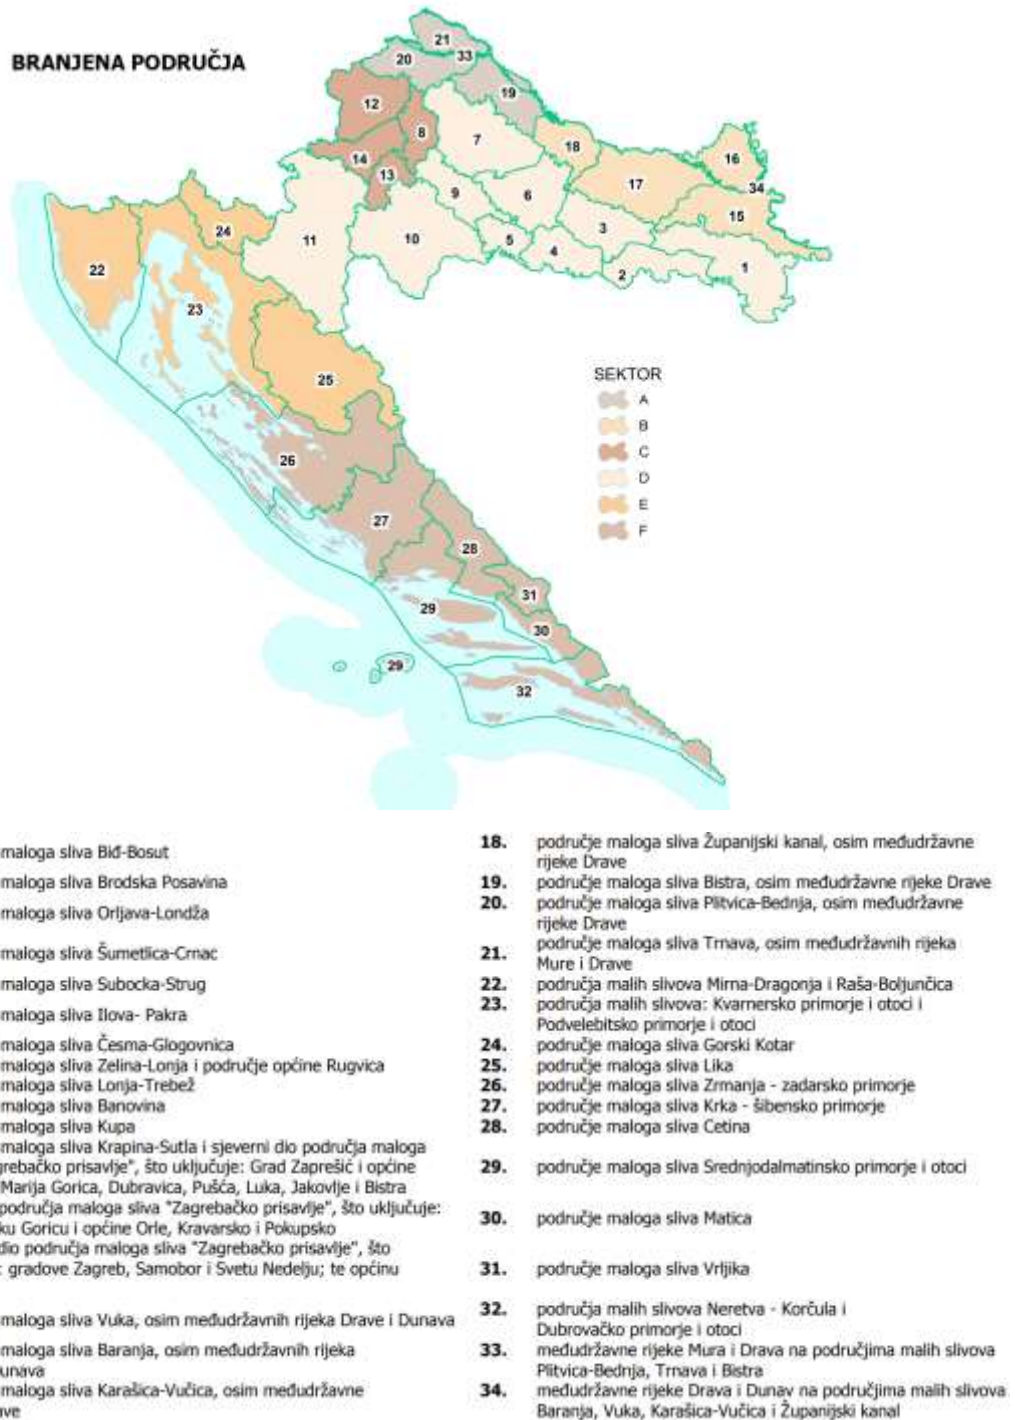 BRANJENA PODRUČJA
21
20
33
19
12
8
7
18
14
13
16
17
34
9
6
15
11
10
5
3
4
2
1
24
22
23
25
26
27
28
29
31
30
29
32
SEKTOR
A
B
C
D
E
F
maloga sliva Biđ-Bosut
maloga sliva Brodska Posavina
maloga sliva Orljava-Londža
maloga sliva Šumetlica-Crnac
maloga sliva Subocka-Strug
maloga sliva Ilova- Pakra
maloga sliva Česma-Glogovnica
maloga sliva Zelina-Lonja i područje općine Rugvica
maloga sliva Lonja-Trebež
maloga sliva Banovina
maloga sliva Kupa
maloga sliva Krapina-Sutla i sjeverni dio područja maloga
grebačko prisavlje", što uključuje: Grad Zaprešić i općine
Marija Gorica, Dubravica, Pušća, Luka, Jakovlje i Bistra
područja maloga sliva "Zagrebačko prisavlje", što uključuje:
ku Goricu i općine Orle, Kravarsko i Pokupsko
dio područja maloga sliva "Zagrebačko prisavlje", što
: gradove Zagreb, Samobor i Svetu Nedelju; te općinu
maloga sliva Vuka, osim međudržavnih rijeka Drave i Dunava
maloga sliva Baranja, osim međudržavnih rijeka
unava
maloga sliva Karašica-Vučica, osim međudržavne
ave
18. područje maloga sliva Županijski kanal, osim međudržavne
rijeke Drave
19. područje maloga sliva Bistra, osim međudržavne rijeke Drave
20. područje maloga sliva Plitvica-Bednja, osim međudržavne
rijeke Drave
21. područje maloga sliva Trnava, osim međudržavnih rijeka
Mure i Drave
22. područja malih slivova Mirna-Dragonja i Raša-Boljunčica
23. područja malih slivova: Kvarnersko primorje i otoci i
Podvelebitsko primorje i otoci
24. područje maloga sliva Gorski Kotar
25. područje maloga sliva Lika
26. područje maloga sliva Zrmanja - zadarsko primorje
27. područje maloga sliva Krka - šibensko primorje
28. područje maloga sliva Cetina
29. područje maloga sliva Srednjodalmatinsko primorje i otoci
30. područje maloga sliva Matica
31. područje maloga sliva Vrljika
32. područja malih slivova Neretva - Korčula i
Dubrovačko primorje i otoci
33. međudržavne rijeke Mura i Drava na područjima malih slivova
Plitvica-Bednja, Trnava i Bistra
34. međudržavne rijeke Drava i Dunav na područjima malih slivova
Baranja, Vuka, Karašica-Vučica i Županijski kanal